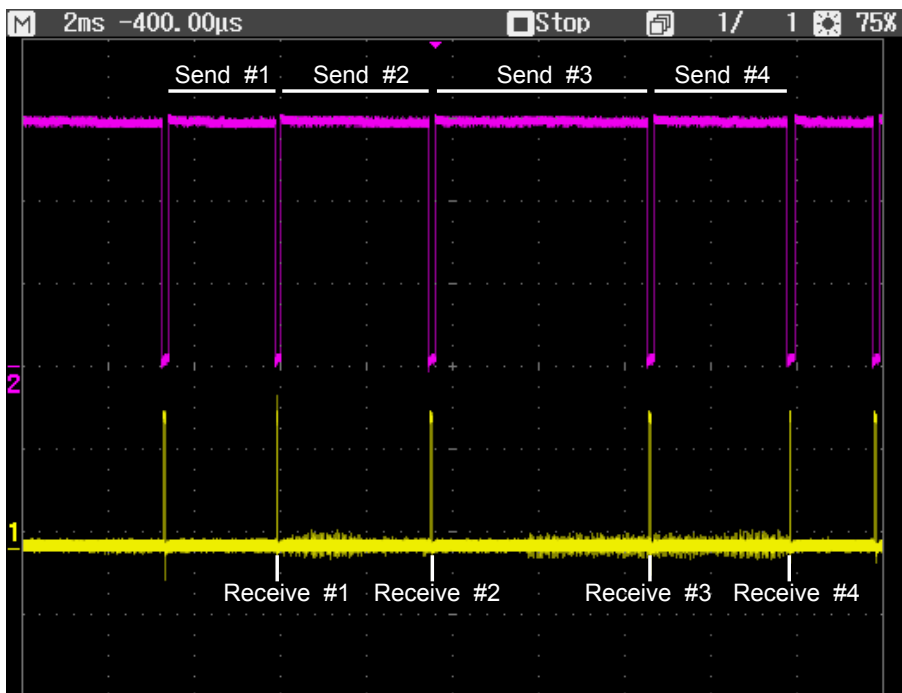 M 2ms -400.00µs Stop 1/ 1 75%
Send #1 Send #2 Send #3 Send #4
2
1
Receive #1 Receive #2 Receive #3 Receive #4